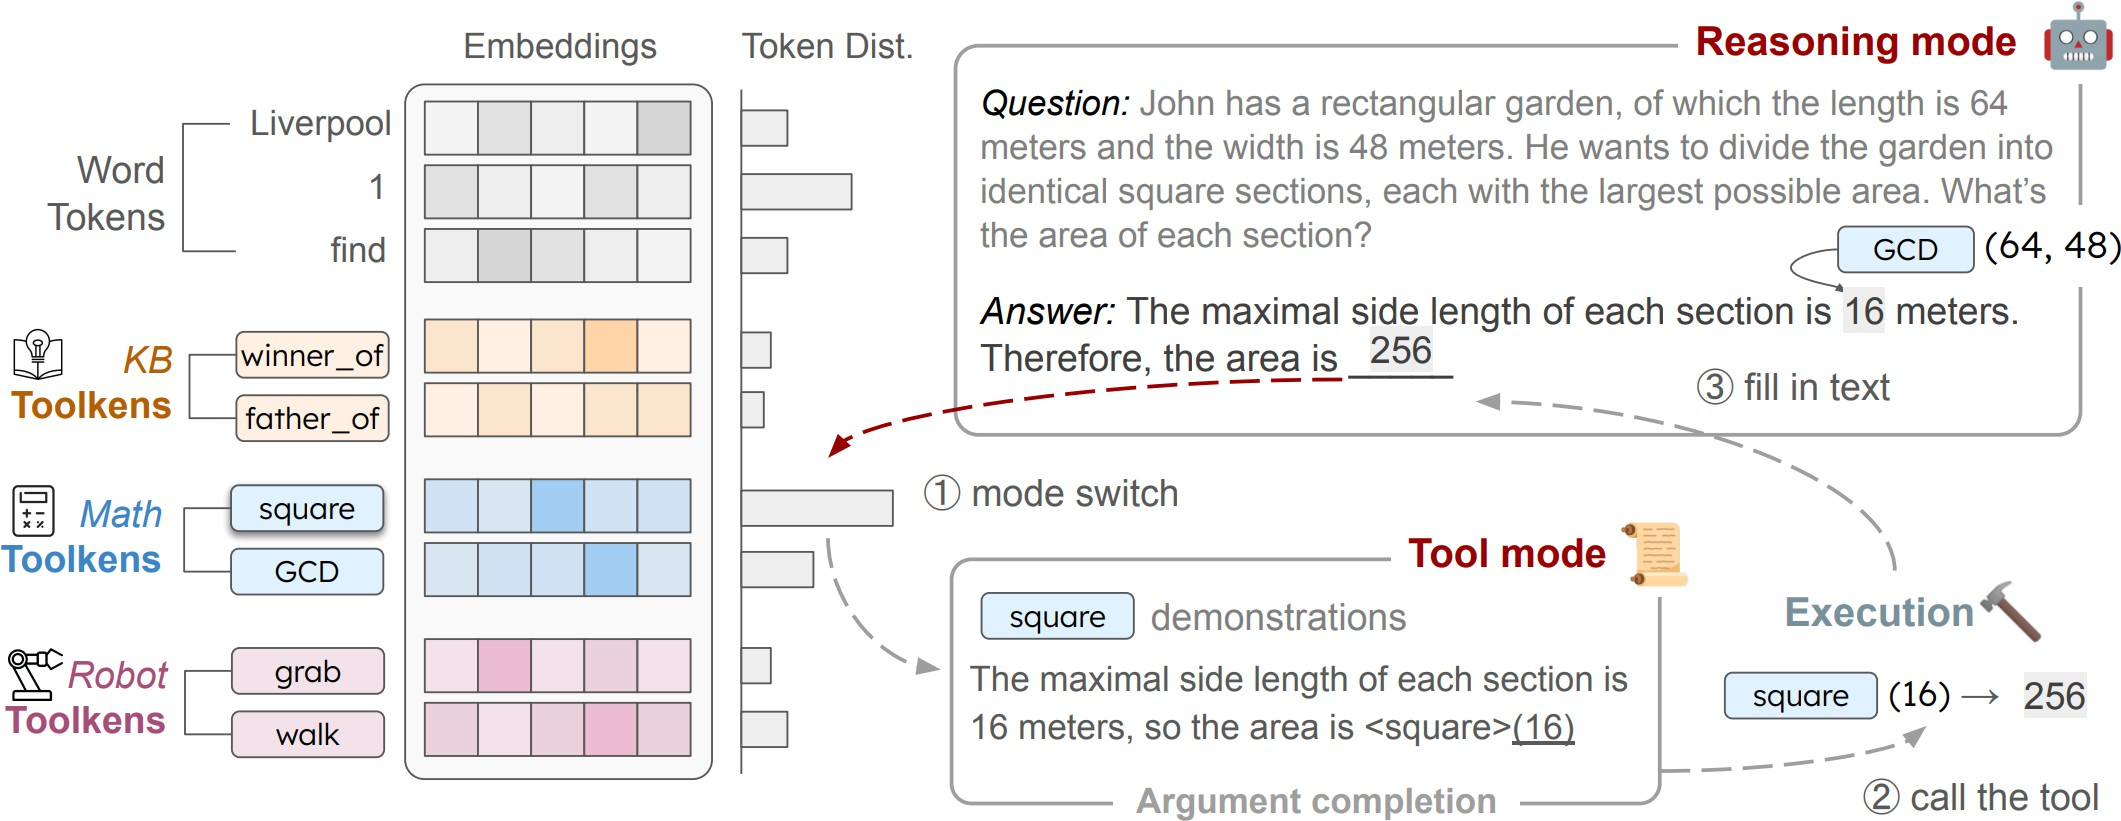 Embeddings
Token Dist.
Word
Tokens
Liverpool
1
find
KB
Toolkens
winner_of
father_of
Math
Toolkens
square
GCD
Robot
Toolkens
grab
walk
Reasoning mode
Question: John has a rectangular garden, of which the length is 64
meters and the width is 48 meters. He wants to divide the garden into
identical square sections, each with the largest possible area. What's
the area of each section?
GCD (64, 48)
Answer: The maximal side length of each section is 16 meters.
Therefore, the area is 256
③ fill in text
① mode switch
Tool mode
square demonstrations
The maximal side length of each section is
16 meters, so the area is <square>(16)
Argument completion
Execution
square (16) → 256
② call the tool